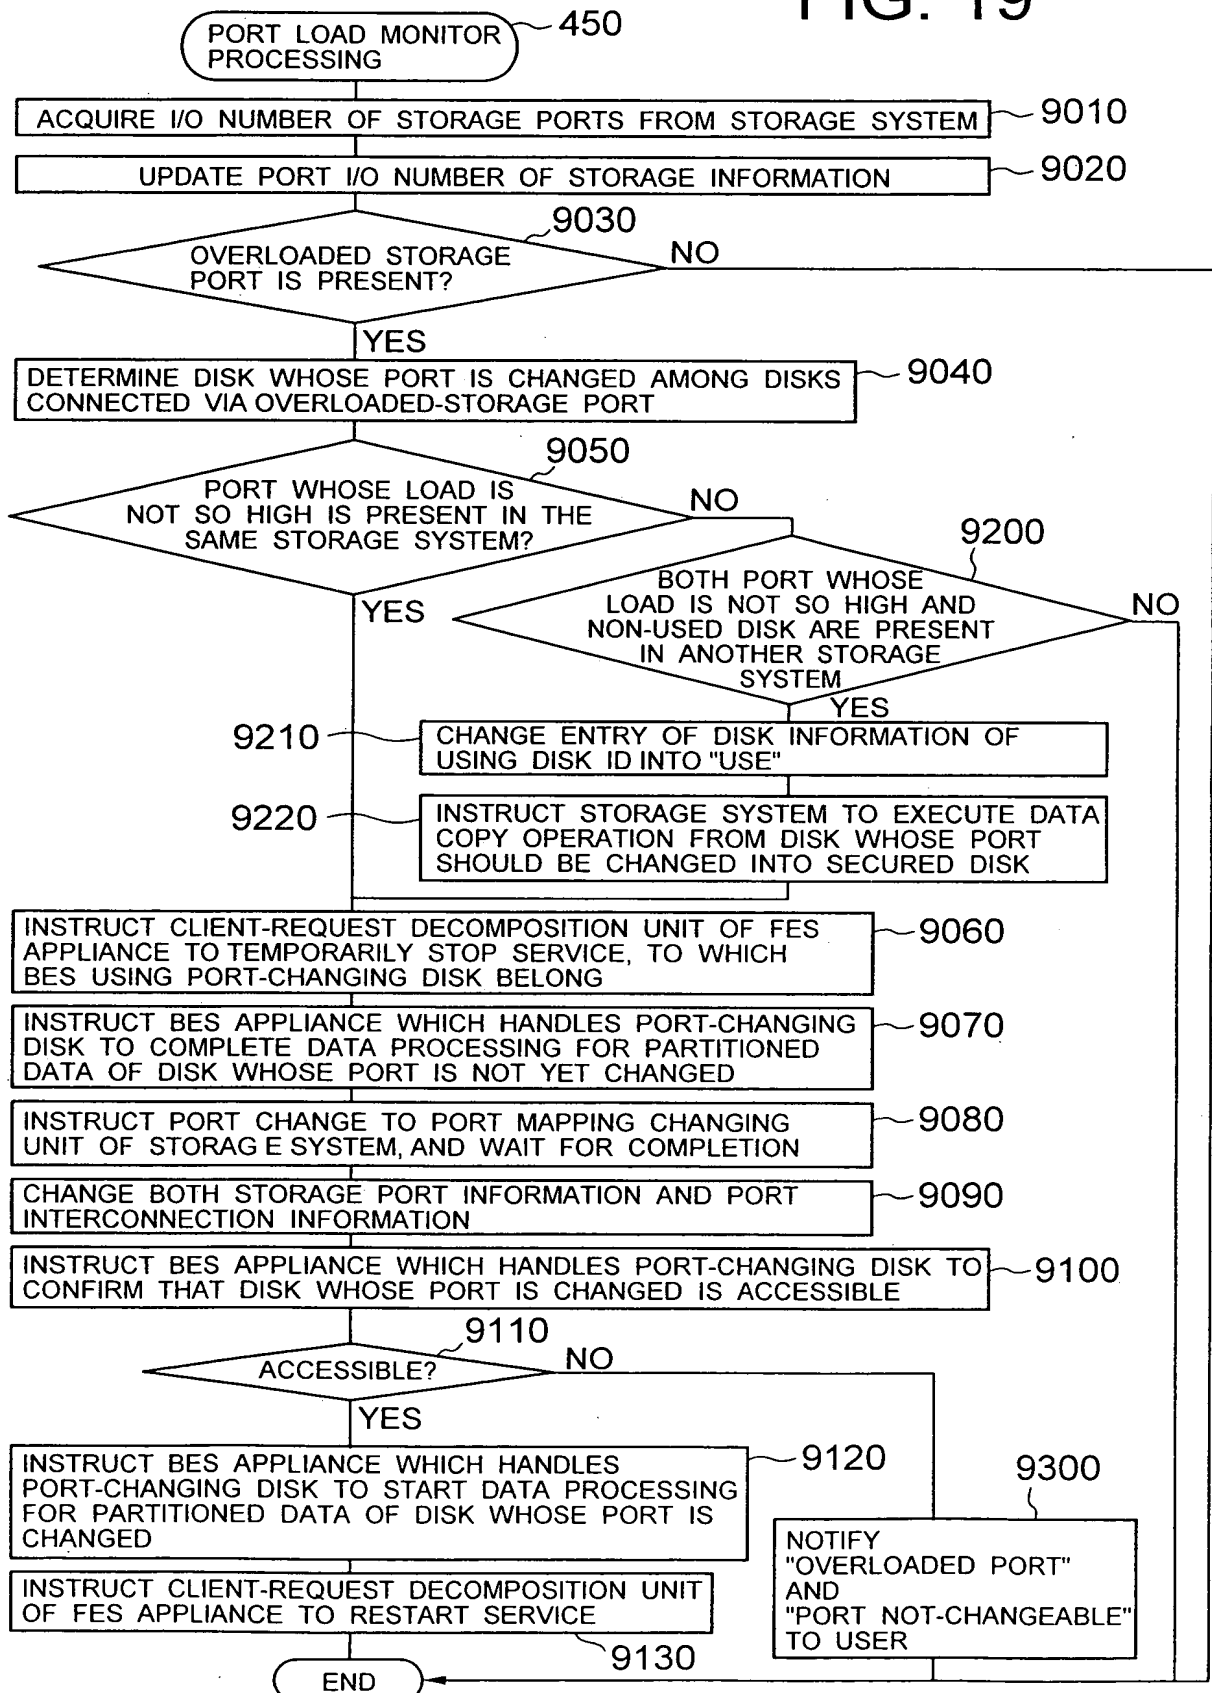 FIG. 19
PORT LOAD MONITOR
PROCESSING
450
ACQUIRE I/O NUMBER OF STORAGE PORTS FROM STORAGE SYSTEM
9010
UPDATE PORT I/O NUMBER OF STORAGE INFORMATION
9020
9030
OVERLOADED STORAGE
PORT IS PRESENT?
NO
YES
DETERMINE DISK WHOSE PORT IS CHANGED AMONG DISKS
CONNECTED VIA OVERLOADED-STORAGE PORT
9040
9050
PORT WHOSE LOAD IS
NOT SO HIGH IS PRESENT IN THE
SAME STORAGE SYSTEM?
NO
YES
9200
BOTH PORT WHOSE
LOAD IS NOT SO HIGH AND
NON-USED DISK ARE PRESENT
IN ANOTHER STORAGE
SYSTEM
NO
YES
9210
CHANGE ENTRY OF DISK INFORMATION OF
USING DISK ID INTO "USE"
9220
INSTRUCT STORAGE SYSTEM TO EXECUTE DATA
COPY OPERATION FROM DISK WHOSE PORT
SHOULD BE CHANGED INTO SECURED DISK
INSTRUCT CLIENT-REQUEST DECOMPOSITION UNIT OF FES
APPLIANCE TO TEMPORARILY STOP SERVICE, TO WHICH
BES USING PORT-CHANGING DISK BELONG
9060
INSTRUCT BES APPLIANCE WHICH HANDLES PORT-CHANGING
DISK TO COMPLETE DATA PROCESSING FOR PARTITIONED
DATA OF DISK WHOSE PORT IS NOT YET CHANGED
9070
INSTRUCT PORT CHANGE TO PORT MAPPING CHANGING
UNIT OF STORAG E SYSTEM, AND WAIT FOR COMPLETION
9080
CHANGE BOTH STORAGE PORT INFORMATION AND PORT
INTERCONNECTION INFORMATION
9090
INSTRUCT BES APPLIANCE WHICH HANDLES PORT-CHANGING DISK TO
CONFIRM THAT DISK WHOSE PORT IS CHANGED IS ACCESSIBLE
9100
9110
ACCESSIBLE?
NO
YES
INSTRUCT BES APPLIANCE WHICH HANDLES
PORT-CHANGING DISK TO START DATA PROCESSING
FOR PARTITIONED DATA OF DISK WHOSE PORT IS
CHANGED
9120
9300
NOTIFY
"OVERLOADED PORT"
AND
"PORT NOT-CHANGEABLE"
TO USER
INSTRUCT CLIENT-REQUEST DECOMPOSITION UNIT
OF FES APPLIANCE TO RESTART SERVICE
9130
END